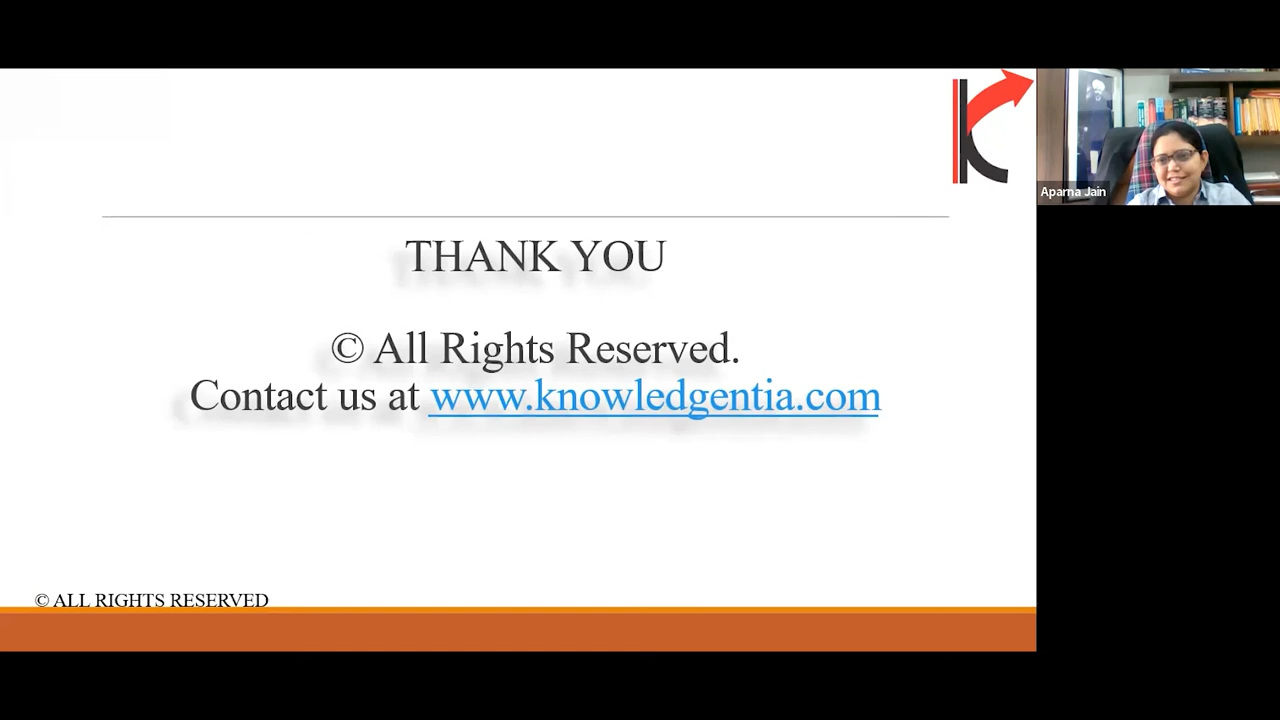 Aparna Jain
THANK YOU
© All Rights Reserved.
Contact us at www.knowledgentia.com
© ALL RIGHTS RESERVED